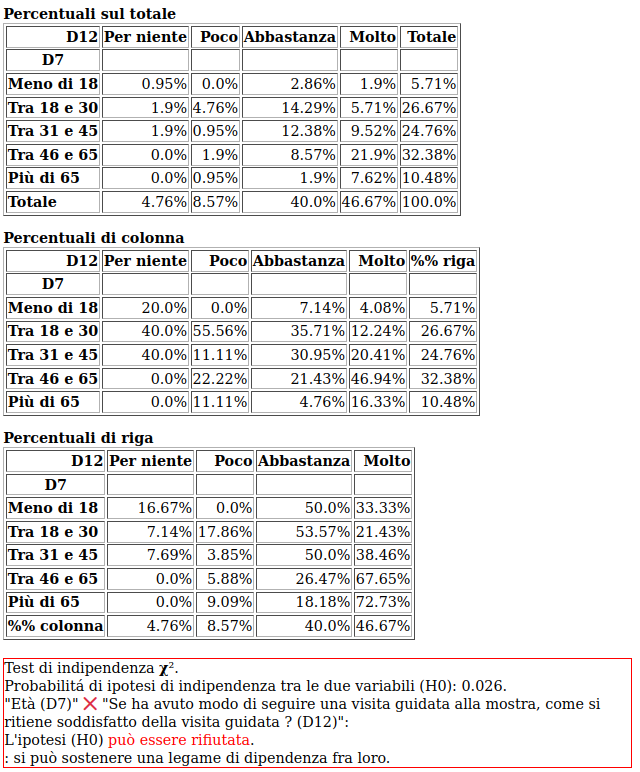 Percentuali sul totale
D12 Per niente Poco Abbastanza Molto Totale
D7
Meno di 18 0.95% 0.0% 2.86% 1.9% 5.71%
Tra 18 e 30 1.9% 4.76% 14.29% 5.71% 26.67%
Tra 31 e 45 1.9% 0.95% 12.38% 9.52% 24.76%
Tra 46 e 65 0.0% 1.9% 8.57% 21.9% 32.38%
Più di 65 0.0% 0.95% 1.9% 7.62% 10.48%
Totale 4.76% 8.57% 40.0% 46.67% 100.0%
Percentuali di colonna
D12 Per niente Poco Abbastanza Molto %% riga
D7
Meno di 18 20.0% 0.0% 7.14% 4.08% 5.71%
Tra 18 e 30 40.0% 55.56% 35.71% 12.24% 26.67%
Tra 31 e 45 40.0% 11.11% 30.95% 20.41% 24.76%
Tra 46 e 65 0.0% 22.22% 21.43% 46.94% 32.38%
Più di 65 0.0% 11.11% 4.76% 16.33% 10.48%
Percentuali di riga
D12 Per niente Poco Abbastanza Molto
D7
Meno di 18 16.67% 0.0% 50.0% 33.33%
Tra 18 e 30 7.14% 17.86% 53.57% 21.43%
Tra 31 e 45 7.69% 3.85% 50.0% 38.46%
Tra 46 e 65 0.0% 5.88% 26.47% 67.65%
Più di 65 0.0% 9.09% 18.18% 72.73%
%% colonna 4.76% 8.57% 40.0% 46.67%
Test di indipendenza χ².
Probabilitá di ipotesi di indipendenza tra le due variabili (H0): 0.026.
"Età (D7)" ❌ "Se ha avuto modo di seguire una visita guidata alla mostra, come si
ritiene soddisfatto della visita guidata ? (D12)":
L'ipotesi (H0) può essere rifiutata.
: si può sostenere una legame di dipendenza fra loro.